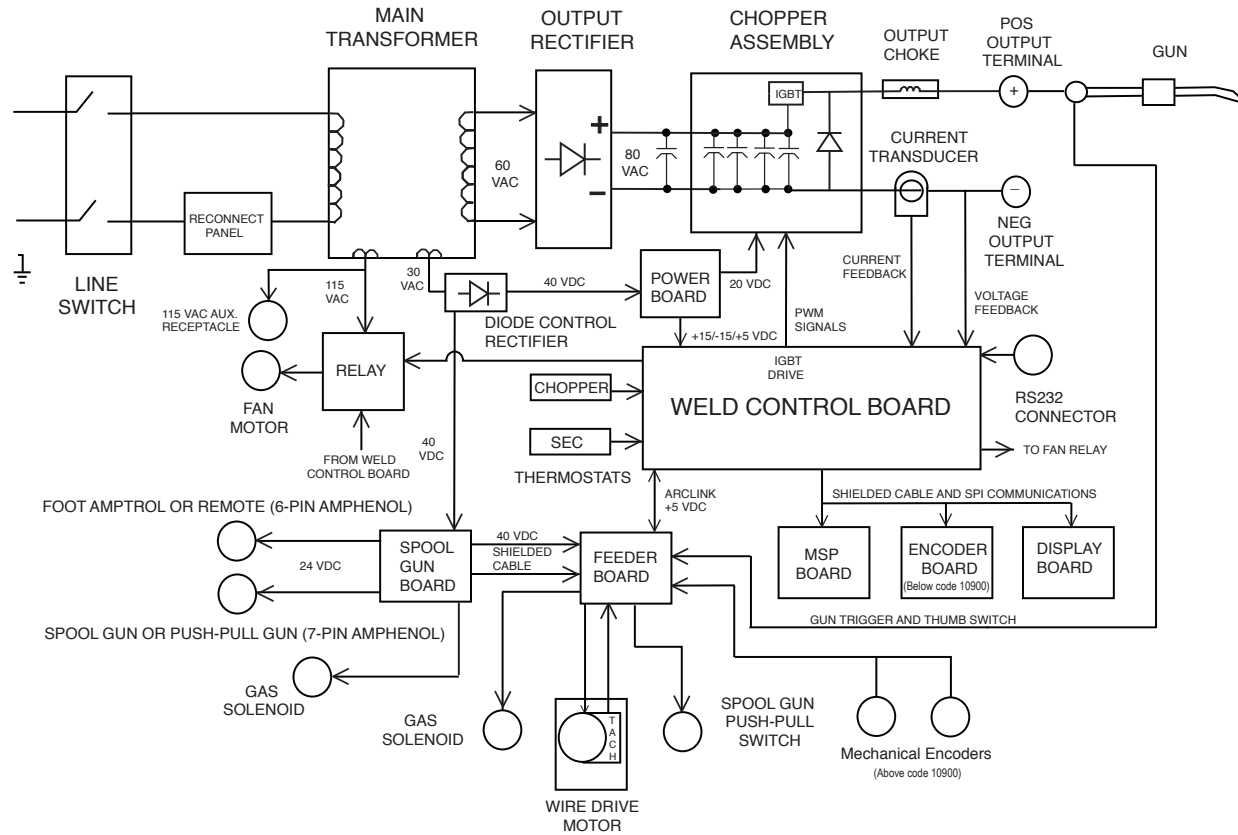 MAIN
TRANSFORMER
OUTPUT
RECTIFIER
CHOPPER
ASSEMBLY
OUTPUT
CHOKE
POS
OUTPUT
TERMINAL
GUN
IGBT
+
+
60
VAC
80
VAC
CURRENT
TRANSDUCER
RECONNECT
PANEL
–
–
NEG
OUTPUT
TERMINAL
LINE
SWITCH
115
VAC
30
VAC
40 VDC
POWER
BOARD
20 VDC
CURRENT
FEEDBACK
VOLTAGE
FEEDBACK
PWM
SIGNALS
115 VAC AUX.
RECEPTACLE
DIODE CONTROL
RECTIFIER
+15/-15/+5 VDC
RELAY
FAN
MOTOR
FROM WELD
CONTROL BOARD
40
VDC
CHOPPER
SEC
THERMOSTATS
IGBT
DRIVE
WELD CONTROL BOARD
RS232
CONNECTOR
TO FAN RELAY
ARCLINK
+5 VDC
SHIELDED CABLE AND SPI COMMUNICATIONS
MSP
BOARD
ENCODER
BOARD
(Below code 10900)
DISPLAY
BOARD
FOOT AMPTROL OR REMOTE (6-PIN AMPHENOL)
24 VDC
SPOOL
GUN
BOARD
40 VDC
SHIELDED
CABLE
FEEDER
BOARD
SPOOL GUN OR PUSH-PULL GUN (7-PIN AMPHENOL)
GUN TRIGGER AND THUMB SWITCH
GAS
SOLENOID
GAS
SOLENOID
TACH
WIRE DRIVE
MOTOR
SPOOL GUN
PUSH-PULL
SWITCH
Mechanical Encoders
(Above code 10900)